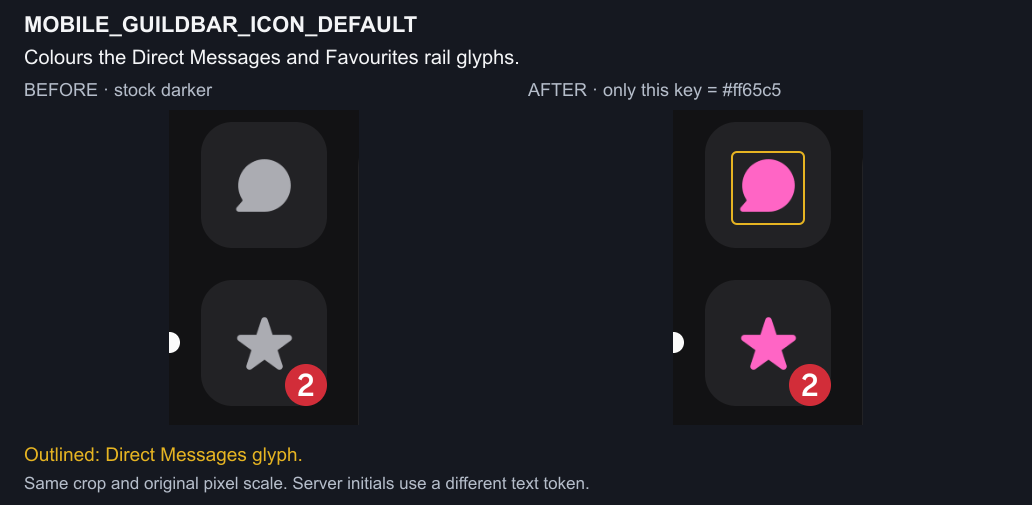 MOBILE_GUILDBAR_ICON_DEFAULT
Colours the Direct Messages and Favourites rail glyphs.
BEFORE · stock darker
AFTER · only this key = #ff65c5
2
2
Outlined: Direct Messages glyph.
Same crop and original pixel scale. Server initials use a different text token.